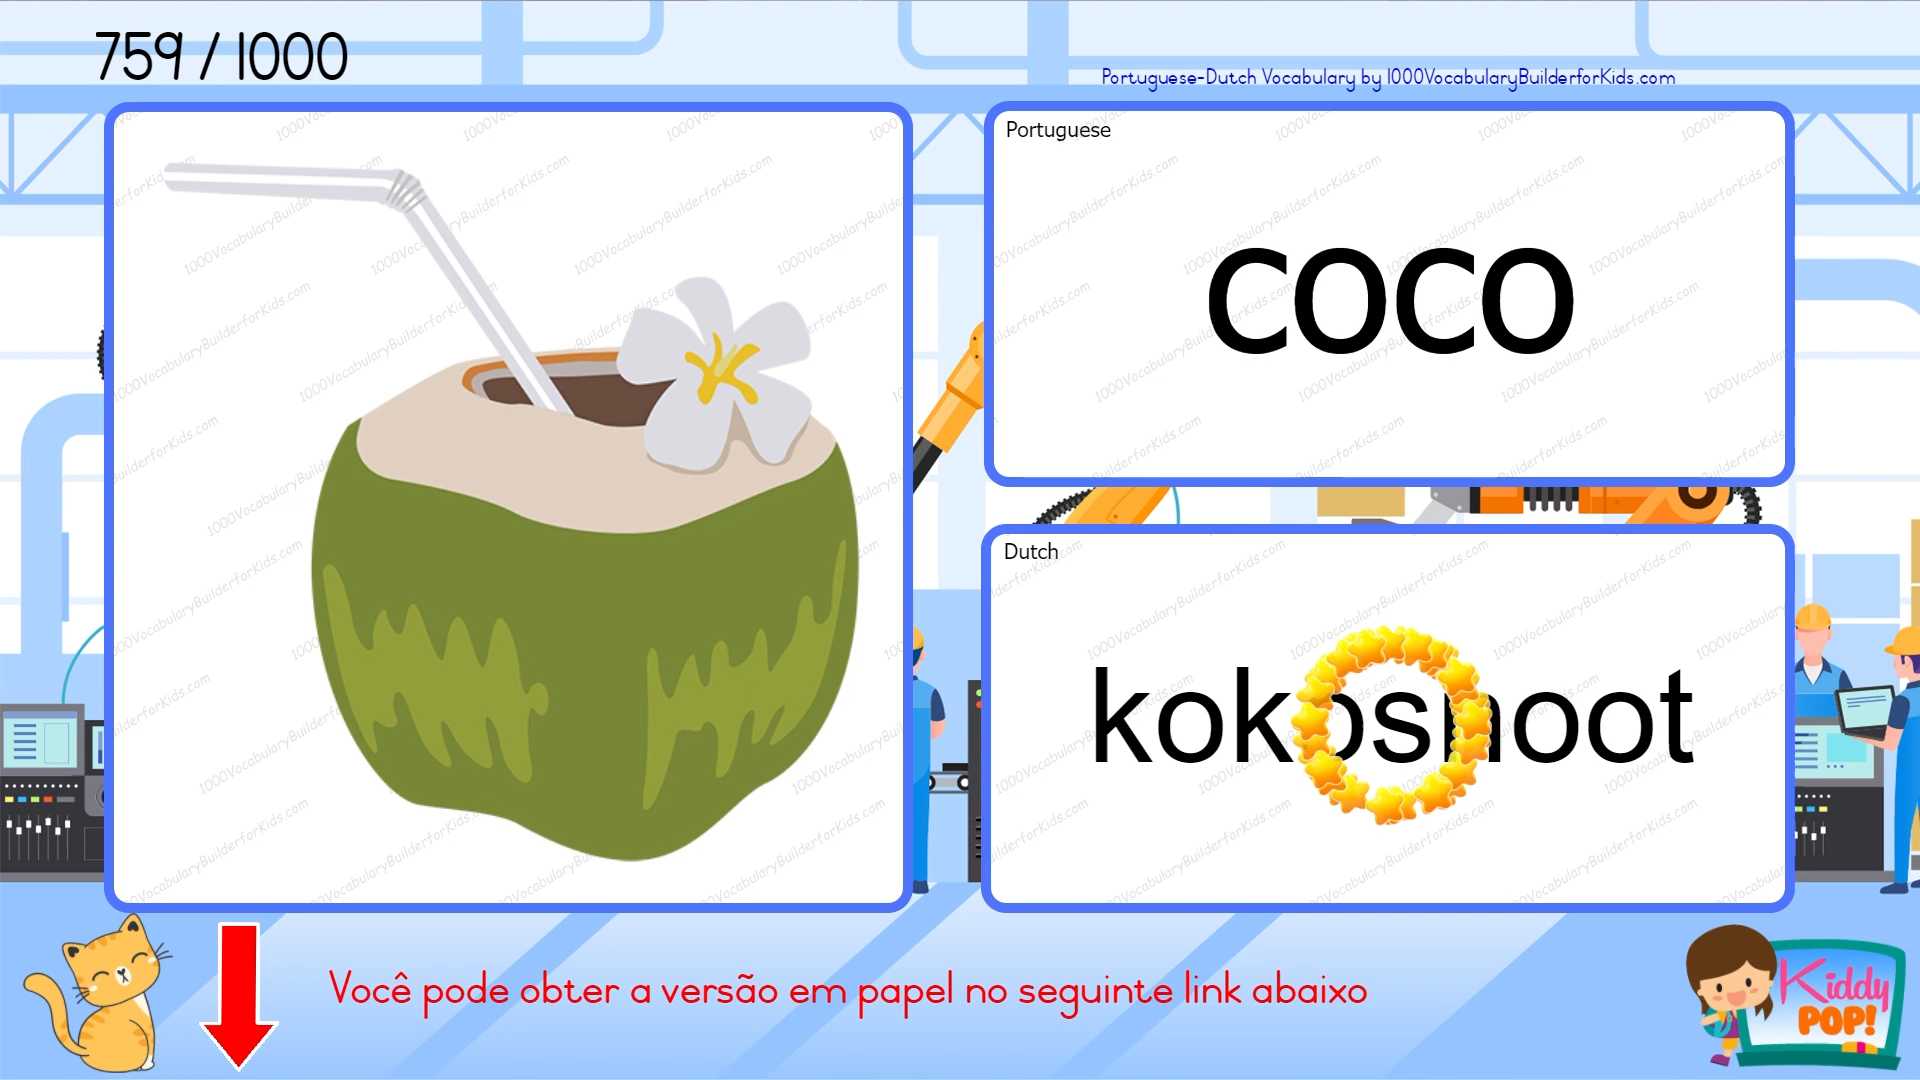 759 / 1000
Portuguese-Dutch Vocabulary by 1000VocabularyBuilderforKids.com
Portuguese
coco
Dutch
kokosnoot
Você pode obter a versão em papel no seguinte link abaixo
Kiddy
POP!